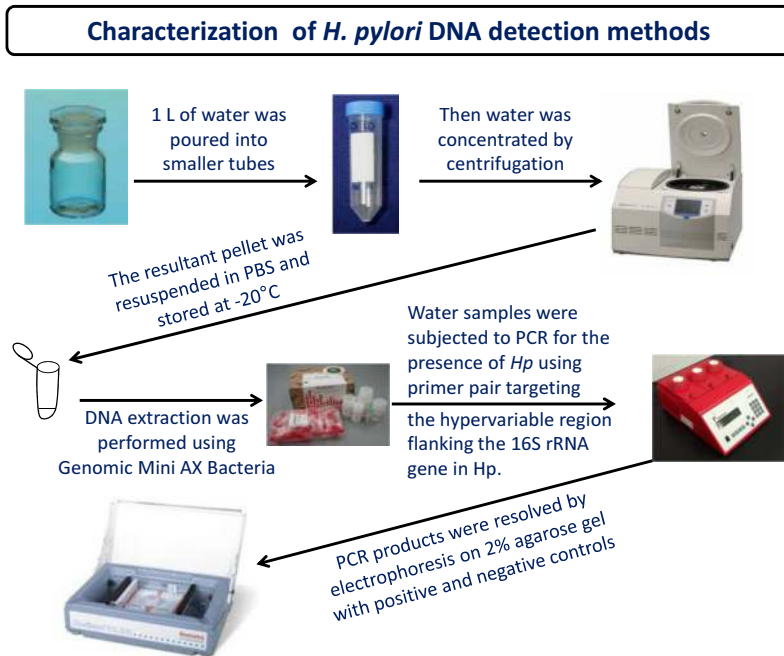 Characterization of H. pylori DNA detection methods
1 L of water was
poured into
smaller tubes
Then water was
concentrated by
centrifugation
The resultant pellet was
resuspended in PBS and
stored at -20°C
DNA extraction was
performed using
Genomic Mini AX Bacteria
Water samples were
subjected to PCR for the
presence of Hp using
primer pair targeting
the hypervariable region
flanking the 16S rRNA
gene in Hp.
PCR products were resolved by
electrophoresis on 2% agarose gel
with positive and negative controls